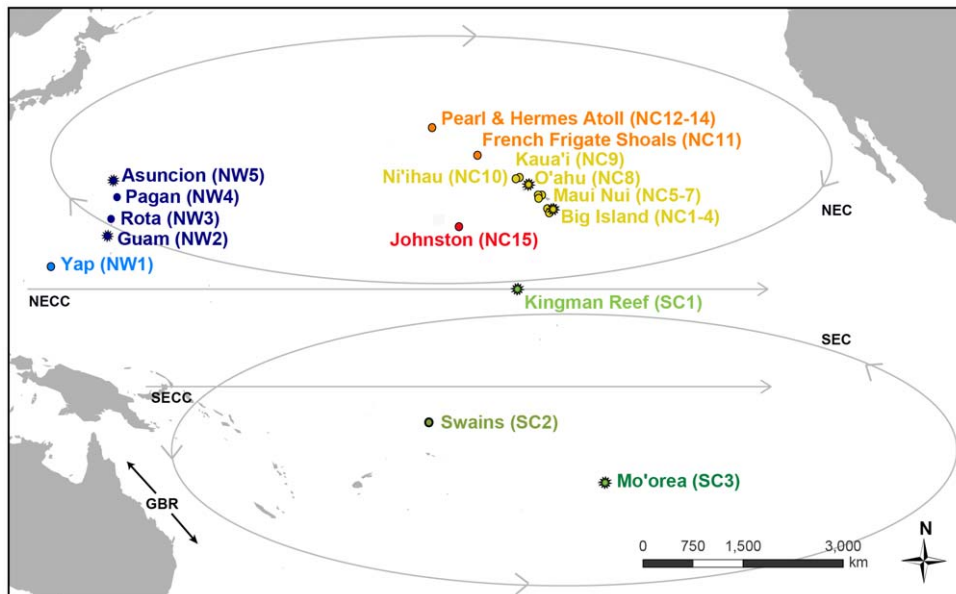 Pearl & Hermes Atoll (NC12-14)
French Frigate Shoals (NC11)
Kaua'i (NC9)
Ni'ihau (NC10)
O'ahu (NC8)
Asuncion (NW5)
Pagan (NW4)
Maui Nui (NC5-7)
Rota (NW3)
Big Island (NC1-4)
NEC
Guam (NW2)
Johnston (NC15)
Yap (NW1)
NECC
Kingman Reef (SC1)
SEC
SECC
Swains (SC2)
Mo'orea (SC3)
GBR
N
0 750 1,500 3,000
km